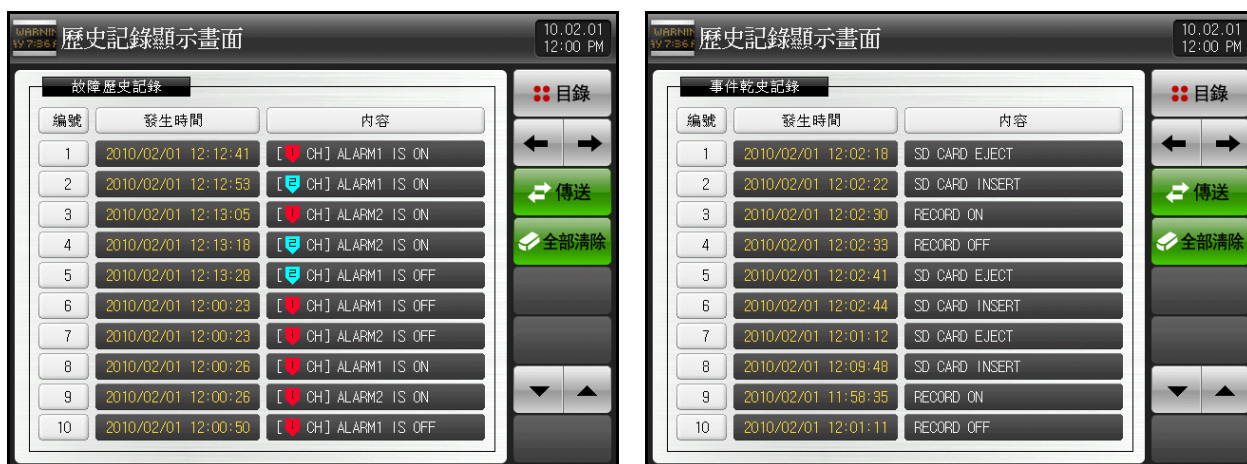 歷史記錄顯示畫面
10.02.01
12:00 PM
故障歷史記錄
編號 發生時間 內容
1 2010/02/01 12:12:41 [1 CH] ALARM1 IS ON
2 2010/02/01 12:12:53 [2 CH] ALARM1 IS ON
3 2010/02/01 12:13:05 [1 CH] ALARM2 IS ON
4 2010/02/01 12:13:18 [2 CH] ALARM2 IS ON
5 2010/02/01 12:13:28 [2 CH] ALARM1 IS OFF
6 2010/02/01 12:00:23 [1 CH] ALARM1 IS OFF
7 2010/02/01 12:00:23 [1 CH] ALARM2 IS OFF
8 2010/02/01 12:00:26 [1 CH] ALARM1 IS ON
9 2010/02/01 12:00:26 [1 CH] ALARM2 IS ON
10 2010/02/01 12:00:50 [1 CH] ALARM1 IS OFF
目錄
傳送
全部清除
歷史記錄顯示畫面
10.02.01
12:00 PM
事件乾史記錄
編號 發生時間 內容
1 2010/02/01 12:02:18 SD CARD EJECT
2 2010/02/01 12:02:22 SD CARD INSERT
3 2010/02/01 12:02:30 RECORD ON
4 2010/02/01 12:02:33 RECORD OFF
5 2010/02/01 12:02:41 SD CARD EJECT
6 2010/02/01 12:02:44 SD CARD INSERT
7 2010/02/01 12:01:12 SD CARD EJECT
8 2010/02/01 12:09:48 SD CARD INSERT
9 2010/02/01 11:58:35 RECORD ON
10 2010/02/01 12:01:11 RECORD OFF
目錄
傳送
全部清除